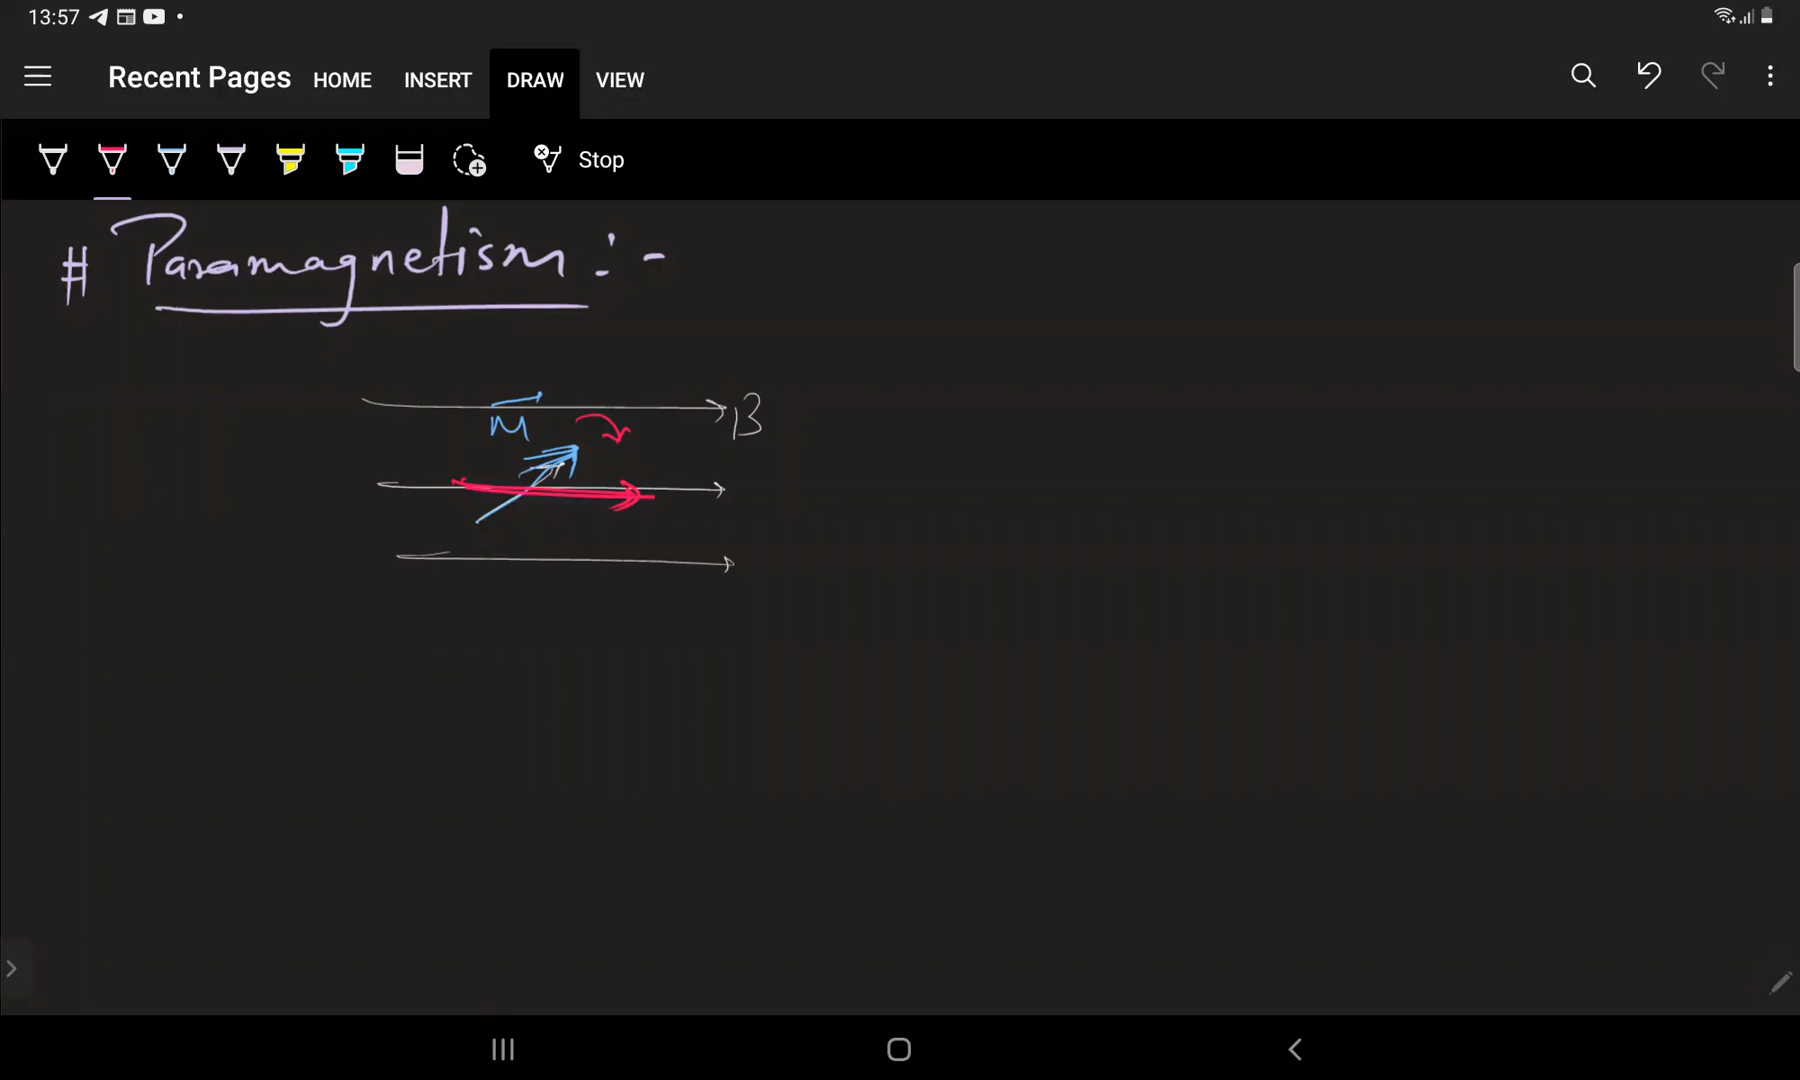 13:57
Recent Pages HOME INSERT DRAW VIEW
Stop
# Paramagnetism :-
B
M